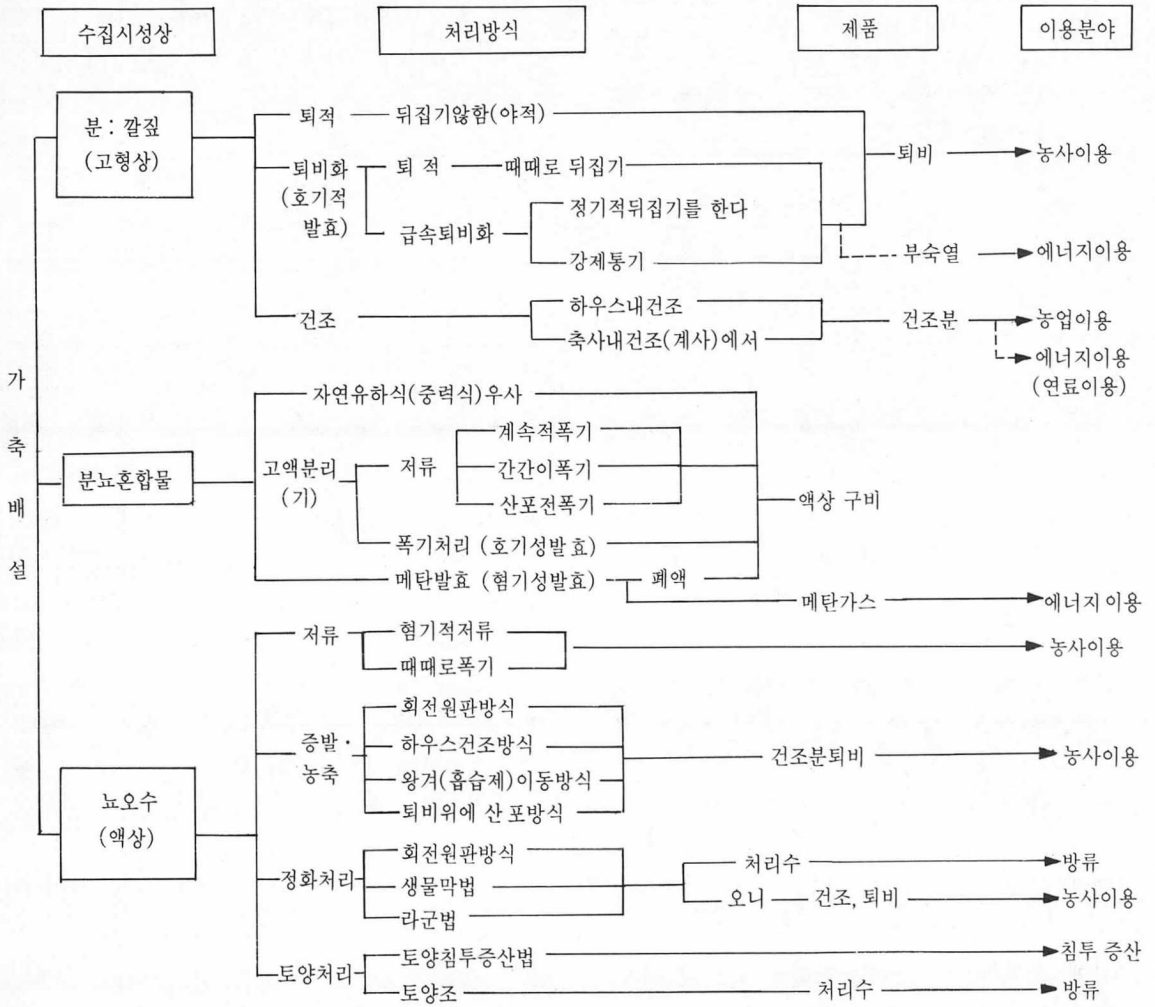 수집시성상
처리방식
제품
이용분야
가
축
배
설
분 : 깔짚
(고형상)
퇴적
뒤집기않함(야적)
퇴비화
(호기적
발효)
퇴 적
때때로 뒤집기
급속퇴비화
정기적뒤집기를 한다
강제통기
퇴비
농사이용
부숙열
에너지이용
건조
하우스내건조
축사내건조(계사)에서
건조분
농업이용
에너지이용
(연료이용)
분뇨혼합물
자연유하식(중력식)우사
고액분리
(기)
저류
계속적폭기
간간이폭기
산포전폭기
폭기처리 (호기성발효)
메탄발효 (혐기성발효)
폐액
액상 구비
메탄가스
에너지 이용
뇨오수
(액상)
저류
혐기적저류
때때로폭기
농사이용
증발·
농축
회전원판방식
하우스건조방식
왕겨(흡습제)이동방식
퇴비위에 산 포방식
건조분퇴비
농사이용
정화처리
회전원판방식
생물막법
라군법
처리수
방류
오니
건조, 퇴비
농사이용
토양처리
토양침투증산법
침투 증산
토양조
처리수
방류